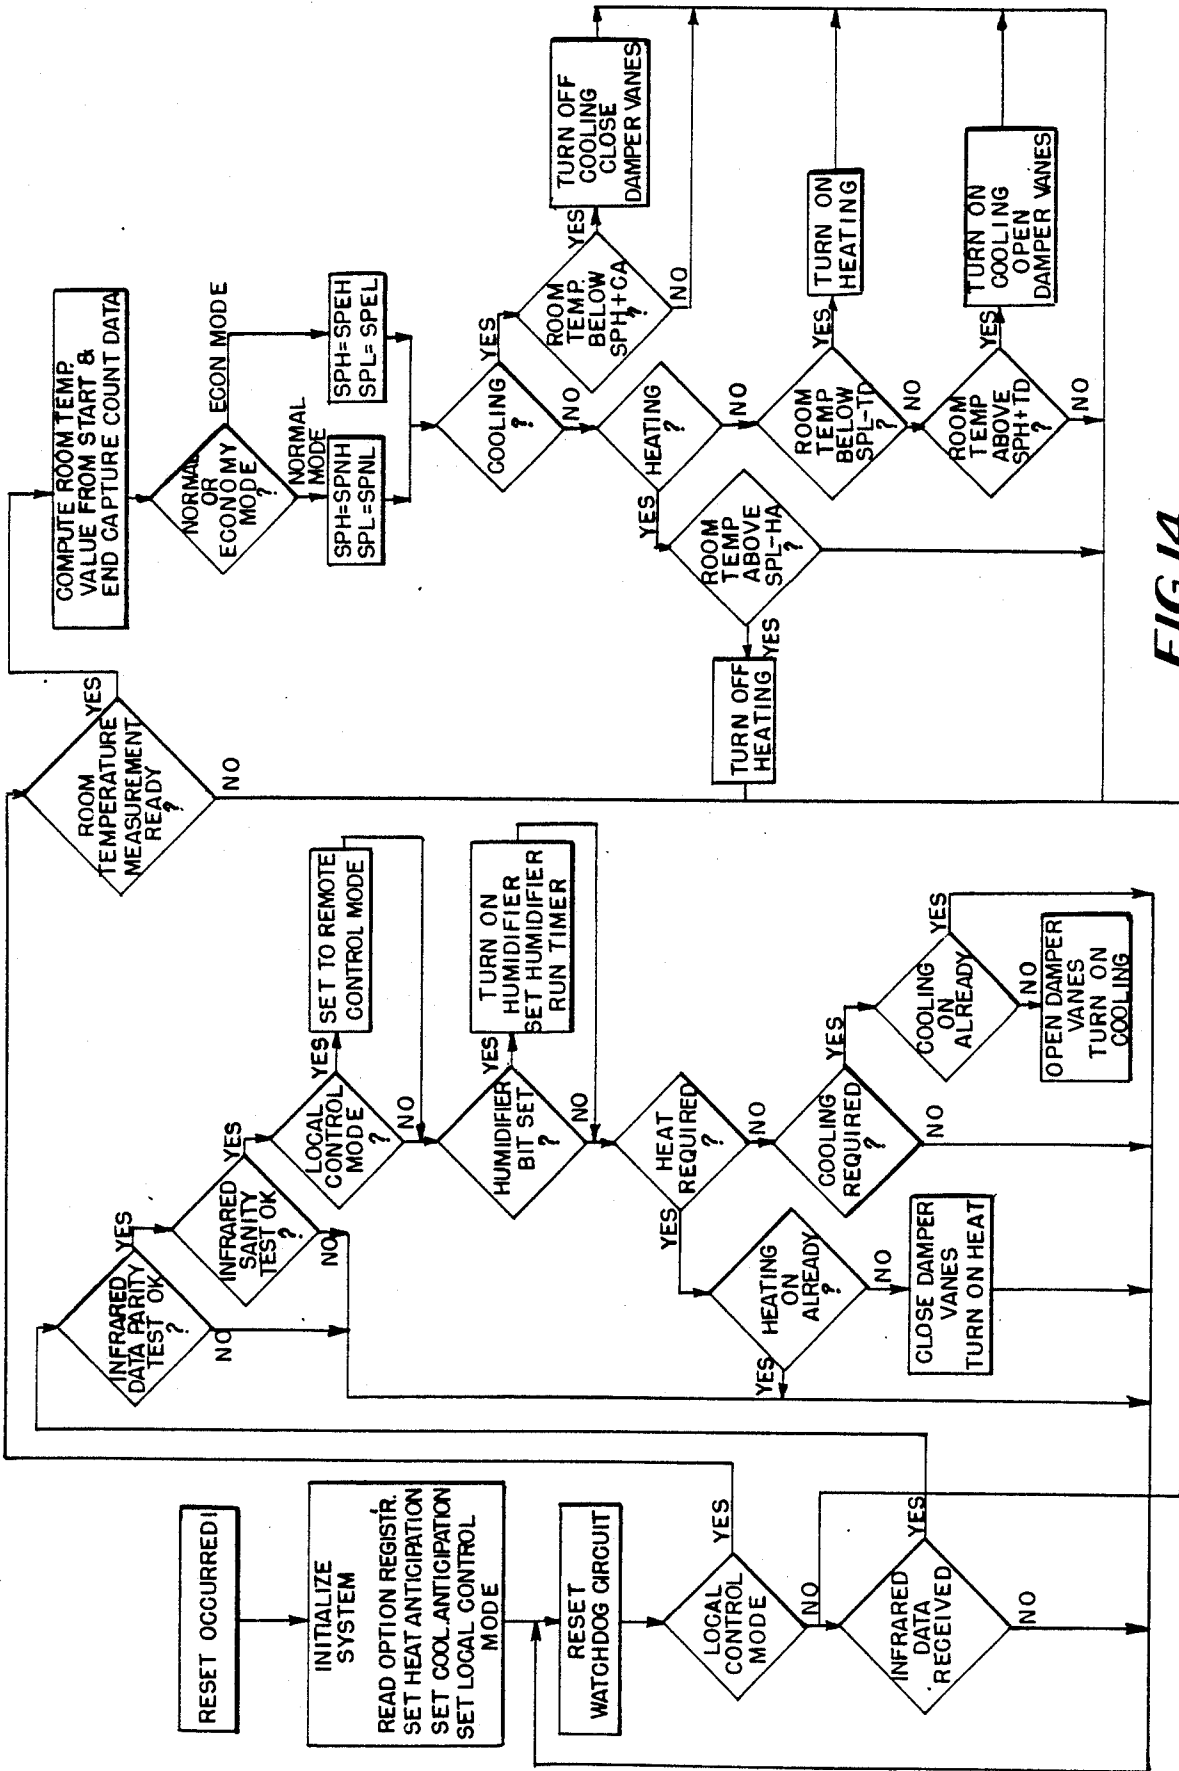 RESET OCCURRED!
INITIALIZE
SYSTEM
READ OPTION REGISTR.
SET HEAT ANTICIPATION
SET COOL.ANTICIPATION
SET LOCAL CONTROL
MODE
RESET
WATCHDOG CIRCUIT
LOCAL
CONTROL
MODE
YES
NO
INFRARED
DATA
RECEIVED
YES
NO
INFRARED
DATA PARITY
TEST OK
?
YES
NO
INFRARED
SANITY
TEST OK
?
YES
NO
LOCAL
CONTROL
MODE
?
YES
NO
SET TO REMOTE
CONTROL MODE
HUMIDIFIER
BIT SET
?
YES
NO
TURN ON
HUMIDIFIER
SET HUMIDIFIER
RUN TIMER
HEAT
REQUIRED
?
YES
NO
HEATING
ON
ALREADY
?
YES
NO
CLOSE DAMPER
VANES
TURN ON HEAT
COOLING
REQUIRED
?
YES
NO
COOLING
ON
ALREADY
YES
NO
OPEN DAMPER
VANES
TURN ON
COOLING
ROOM
TEMPERATURE
MEASUREMENT
READY
?
YES
NO
COMPUTE ROOM TEMP.
VALUE FROM START &
END CAPTURE COUNT DATA
NORMAL
OR
ECONOMY
MODE
?
ECON MODE
NORMAL
MODE
SPH=SPNH
SPL=SPNL
SPH=SPEH
SPL=SPEL
COOLING
?
YES
NO
ROOM
TEMP.
BELOW
SPH+CA
?
YES
NO
TURN OFF
COOLING
CLOSE
DAMPER VANES
HEATING
?
YES
NO
ROOM
TEMP
ABOVE
SPL-HA
?
YES
TURN OFF
HEATING
ROOM
TEMP
BELOW
SPL-TD
?
YES
NO
TURN ON
HEATING
ROOM
TEMP
ABOVE
SPH+TD
?
YES
NO
TURN ON
COOLING
OPEN
DAMPER VANES
FIG.14